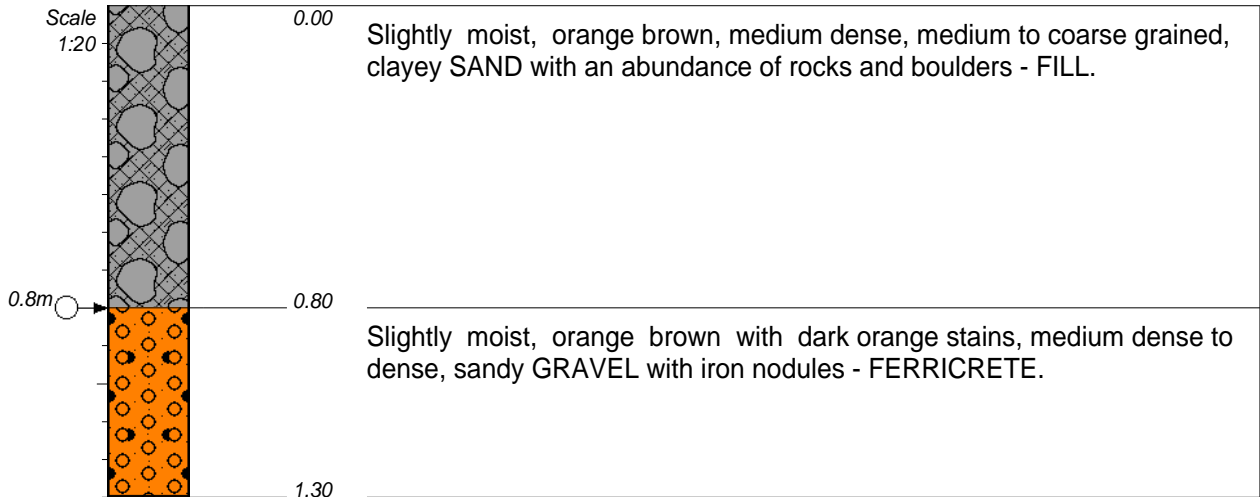 Scale
1:20
0.00
Slightly moist, orange brown, medium dense, medium to coarse grained,
clayey SAND with an abundance of rocks and boulders - FILL.
0.8m
0.80
Slightly moist, orange brown with dark orange stains, medium dense to
dense, sandy GRAVEL with iron nodules - FERRICRETE.
1.30